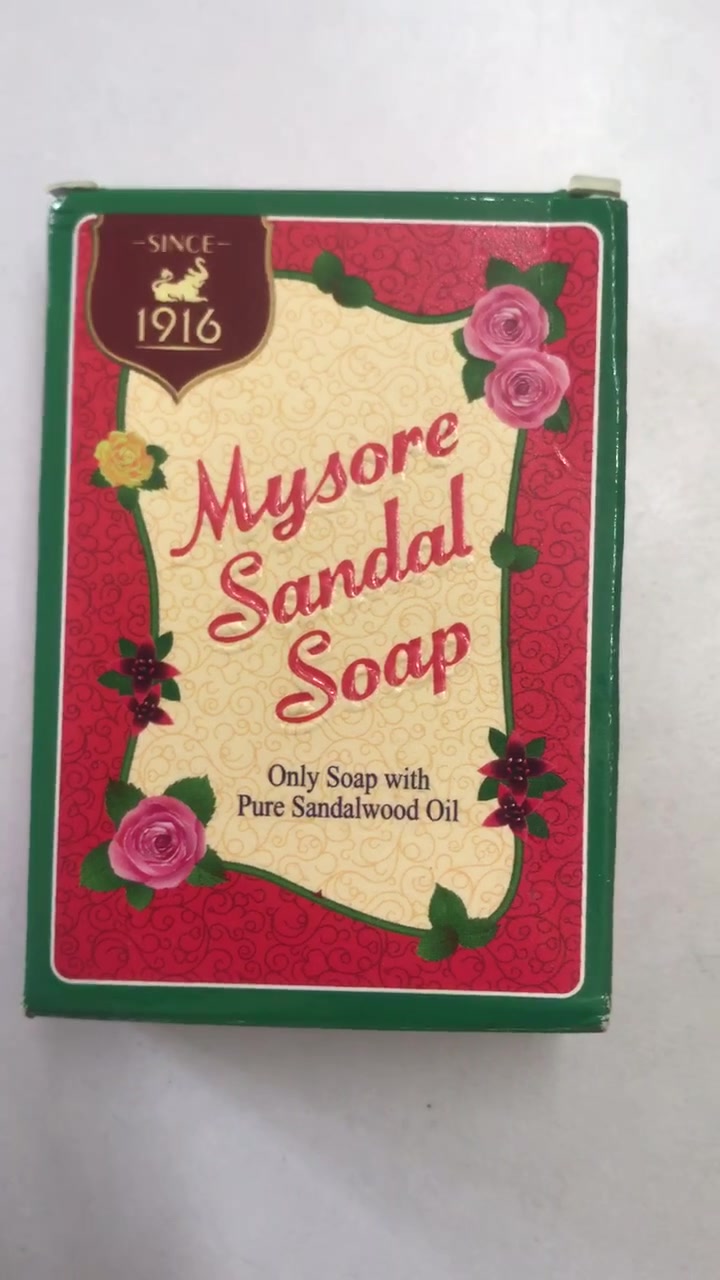 -SINCE-
1916
Mysore
Sandal
Soap
Only Soap with
Pure Sandalwood Oil